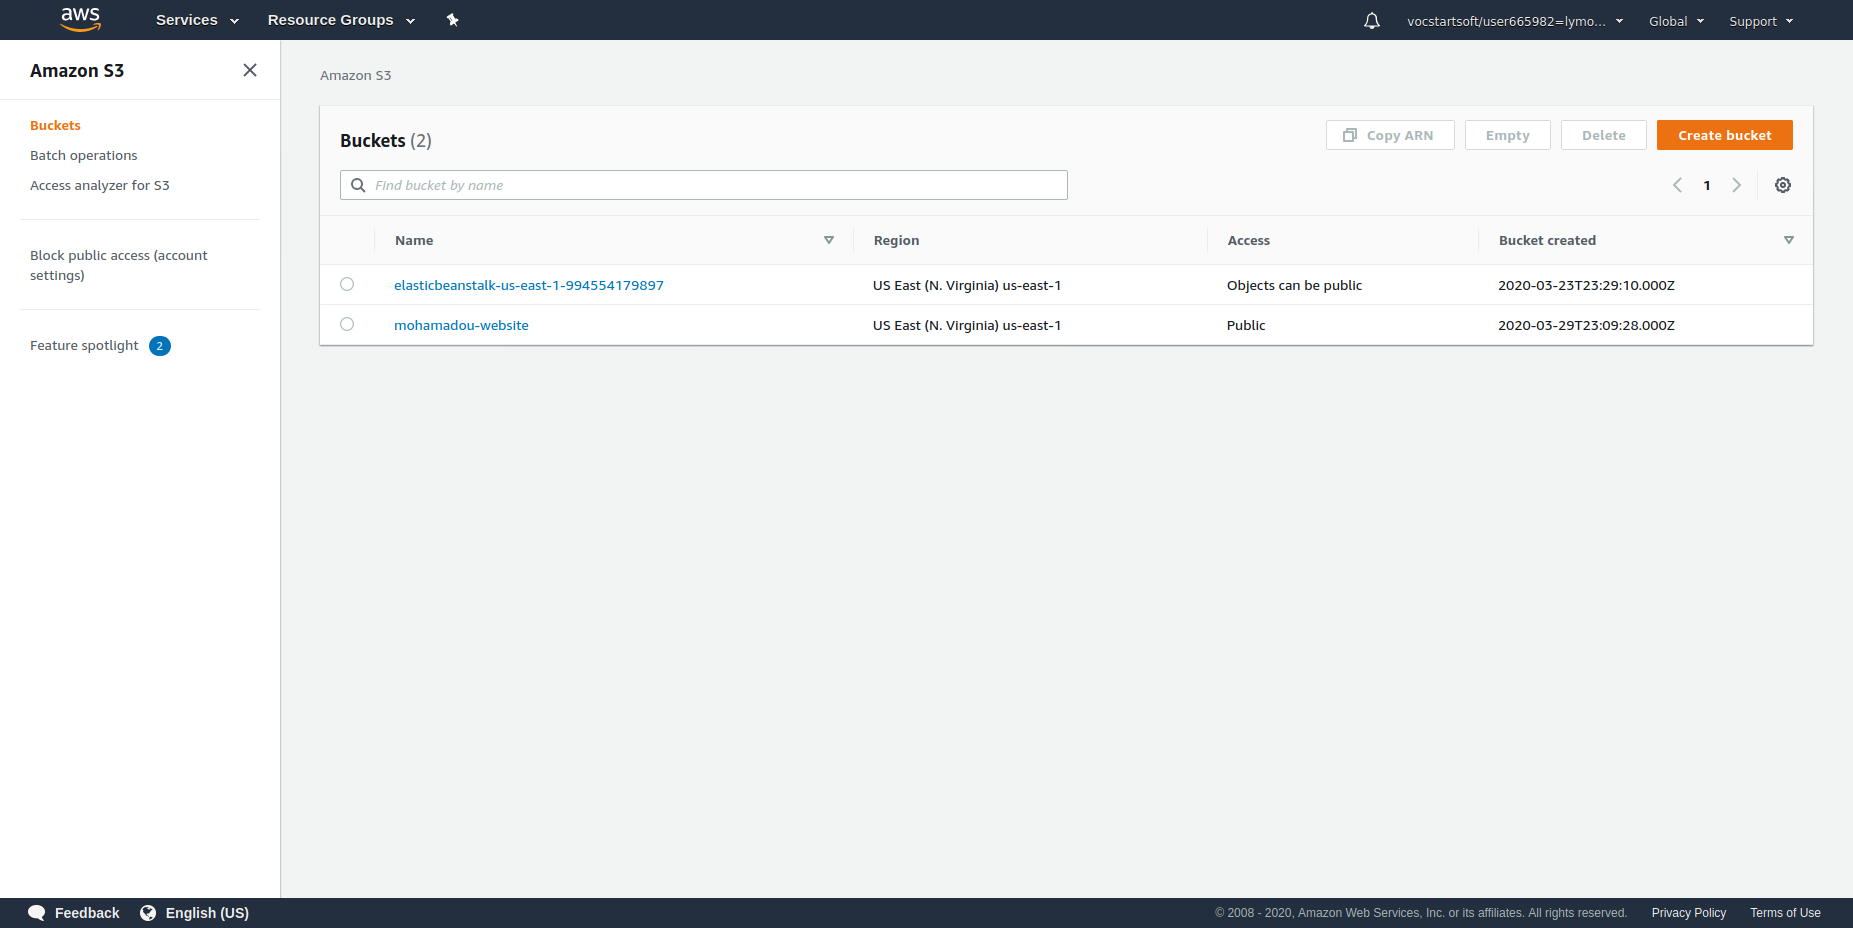 aws Services Resource Groups vocstartsoft/user665982=lymo... Global Support
Amazon S3
Buckets
Batch operations
Access analyzer for S3
Block public access (account
settings)
Feature spotlight 2
Amazon S3
Buckets (2)
Copy ARN Empty Delete Create bucket
Find bucket by name
1
Name Region Access Bucket created
elasticbeanstalk-us-east-1-994554179897 US East (N. Virginia) us-east-1 Objects can be public 2020-03-23T23:29:10.000Z
mohamadou-website US East (N. Virginia) us-east-1 Public 2020-03-29T23:09:28.000Z
Feedback English (US) © 2008 - 2020, Amazon Web Services, Inc. or its affiliates. All rights reserved. Privacy Policy Terms of Use